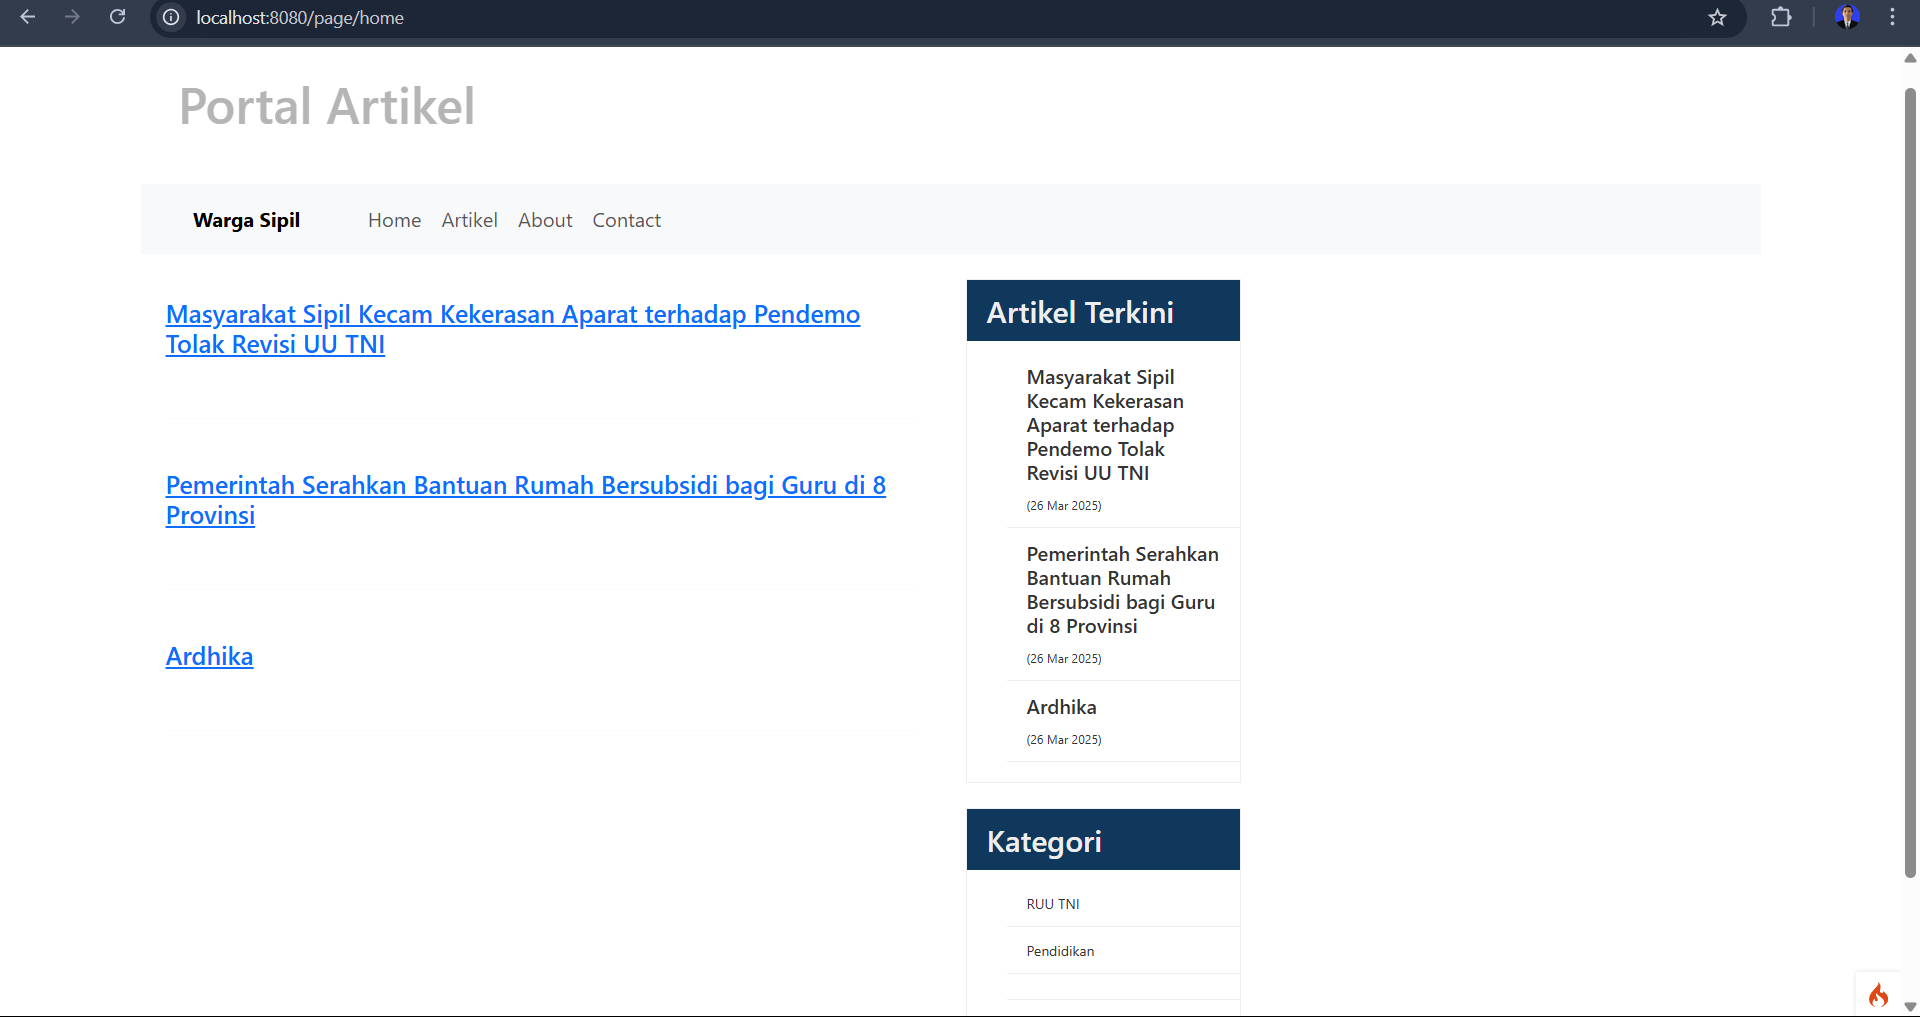 localhost:8080/page/home
Portal Artikel
Warga Sipil Home Artikel About Contact
Masyarakat Sipil Kecam Kekerasan Aparat terhadap Pendemo
Tolak Revisi UU TNI
Pemerintah Serahkan Bantuan Rumah Bersubsidi bagi Guru di 8
Provinsi
Ardhika
Artikel Terkini
Masyarakat Sipil
Kecam Kekerasan
Aparat terhadap
Pendemo Tolak
Revisi UU TNI
(26 Mar 2025)
Pemerintah Serahkan
Bantuan Rumah
Bersubsidi bagi Guru
di 8 Provinsi
(26 Mar 2025)
Ardhika
(26 Mar 2025)
Kategori
RUU TNI
Pendidikan